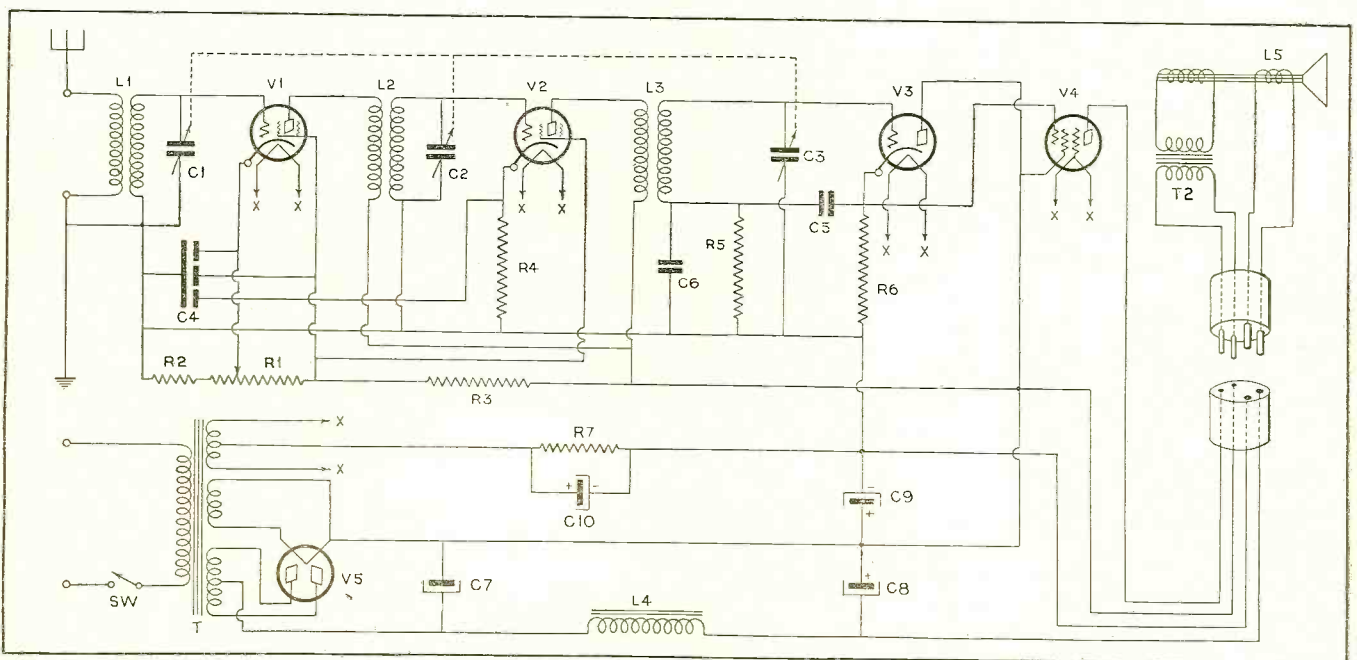 L1
V1
L2
V2
L3
V3
V4
L5
C1
C2
C3
T2
X X
X X
X X
X X
C4
R4
C6
R5
C5
R6
R2
R1
R3
X
X
R7
+ -
C10
-
C9
+
V5
C7
+
C8
L4
SW
T